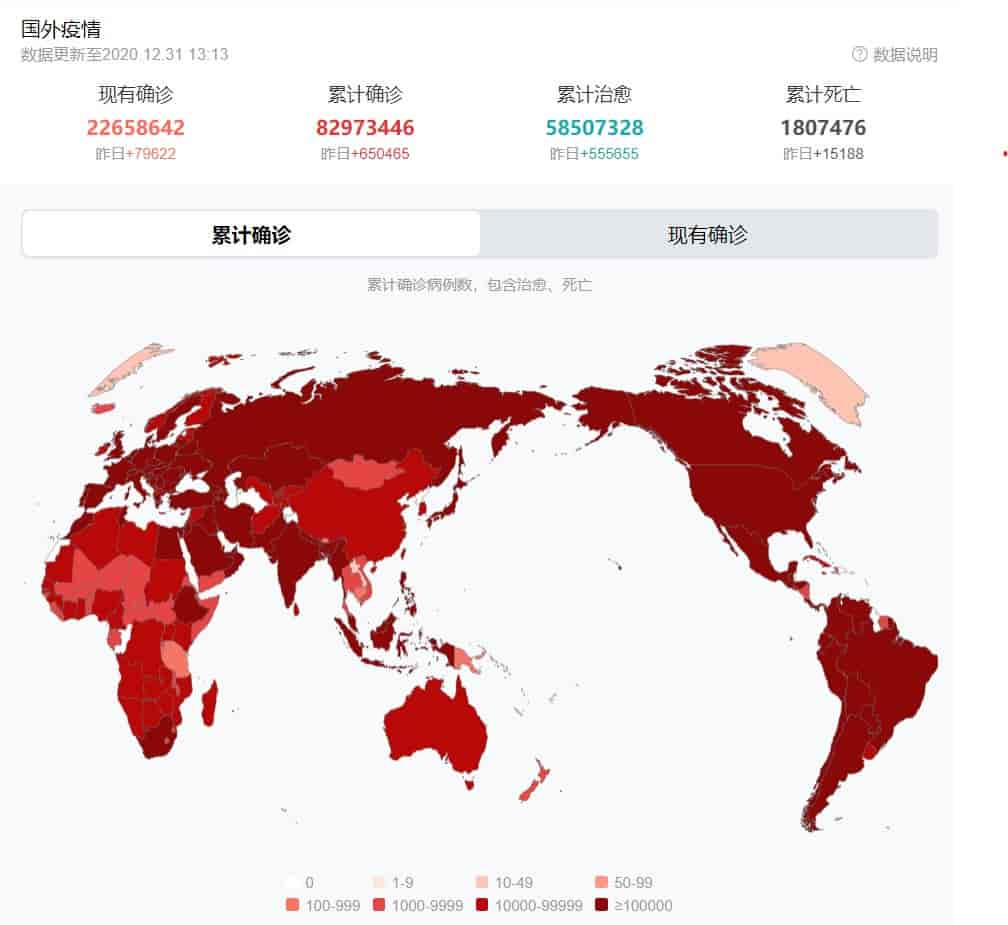 国外疫情
数据更新至2020.12.31 13:13
数据说明
现有确诊 累计确诊 累计治愈 累计死亡
22658642 82973446 58507328 1807476
昨日+79622 昨日+650465 昨日+555655 昨日+15188
累计确诊 现有确诊
累计确诊病例数，包含治愈、死亡
0 1-9 10-49 50-99
100-999 1000-9999 10000-99999 ≥100000